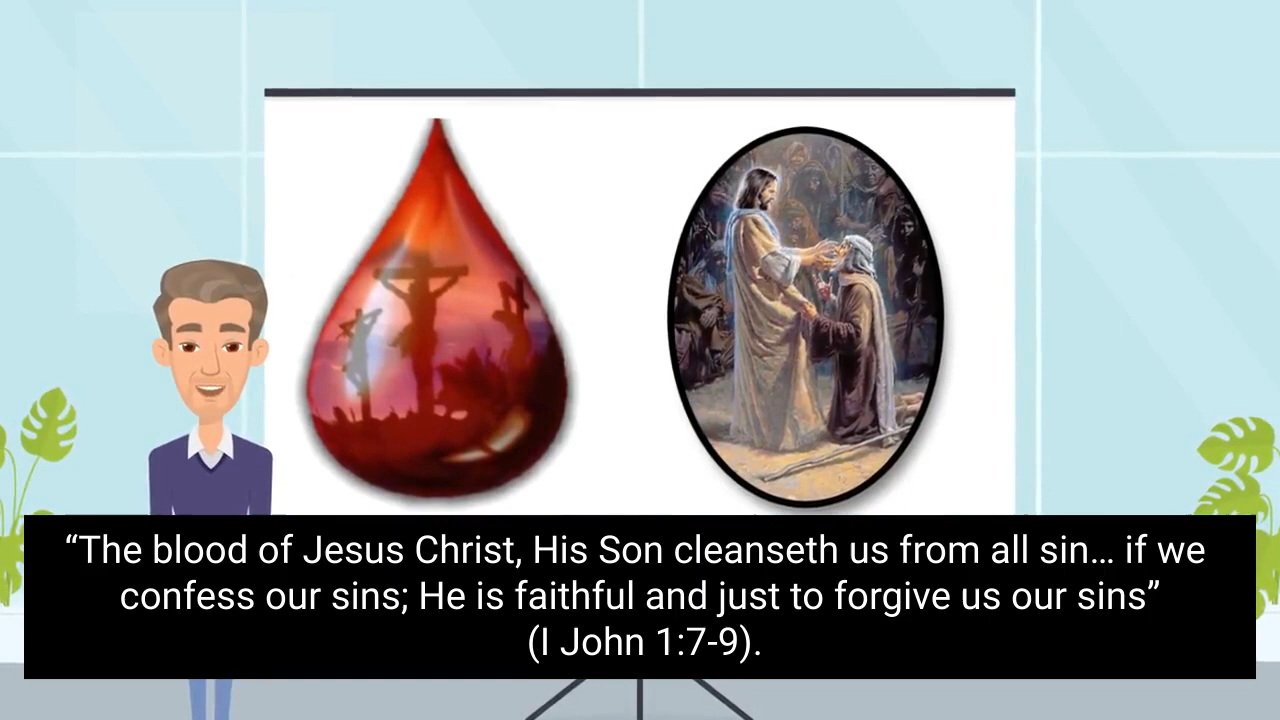 “The blood of Jesus Christ, His Son cleanseth us from all sin... if we
confess our sins; He is faithful and just to forgive us our sins”
(I John 1:7-9).